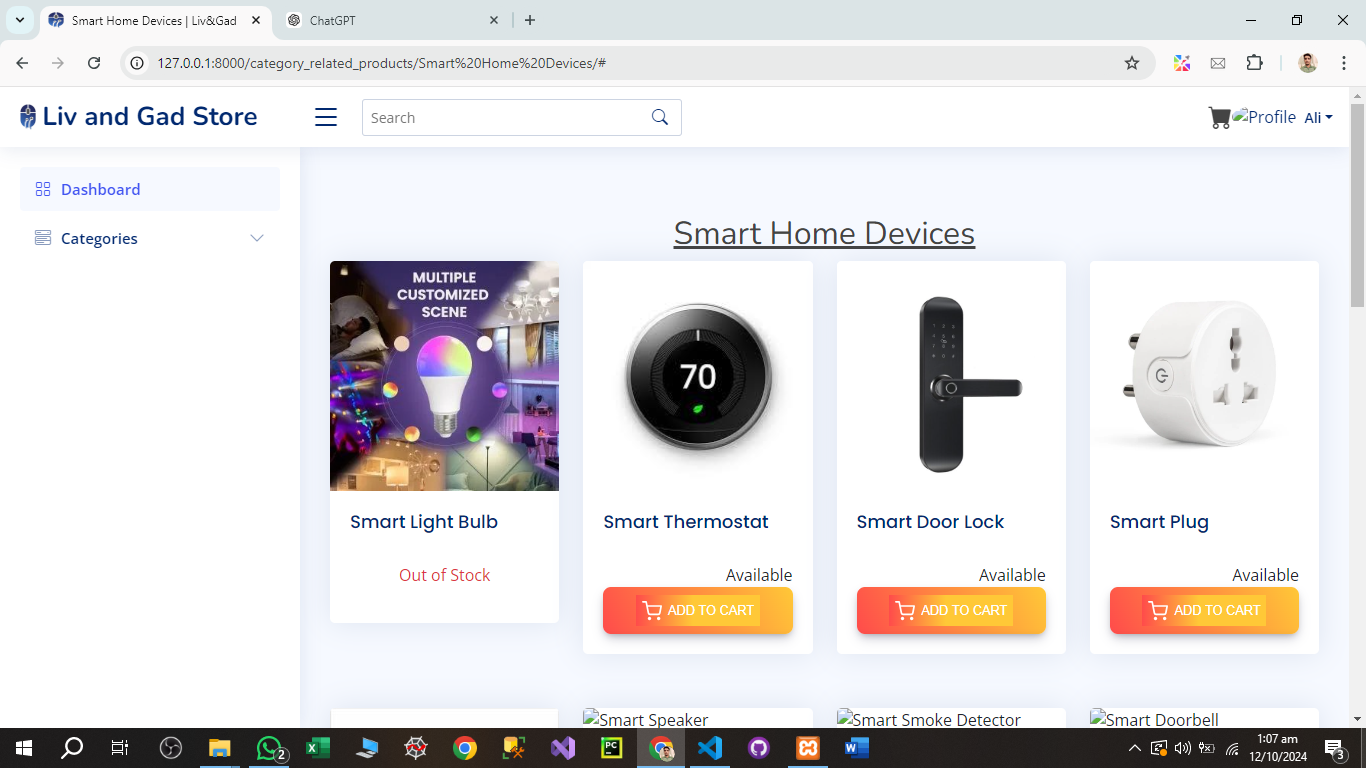 Smart Home Devices | Liv&Gad
ChatGPT
127.0.0.1:8000/category_related_products/Smart%20Home%20Devices/#
Liv and Gad Store
Search
Profile
Ali
Dashboard
Categories
Smart Home Devices
MULTIPLE
CUSTOMIZED
SCENE
70
Smart Light Bulb
Smart Thermostat
Smart Door Lock
Smart Plug
Out of Stock
Available
Available
Available
ADD TO CART
ADD TO CART
ADD TO CART
Smart Speaker
Smart Smoke Detector
Smart Doorbell
2
PC
1:07 am
12/10/2024
3